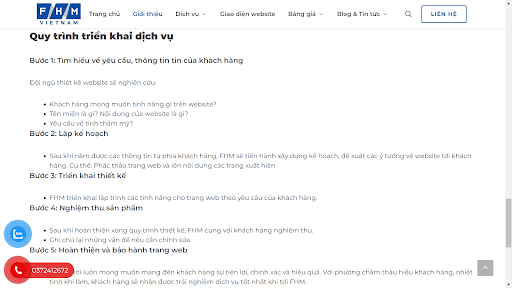 FHM
VIETNAM
Trang chủ
Giới thiệu
Dịch vụ
Giao diện website
Bảng giá
Blog & Tin tức
LIÊN HỆ
Quy trình triển khai dịch vụ
Bước 1: Tìm hiểu về yêu cầu, thông tin tin của khách hàng
Đội ngũ thiết kế website sẽ nghiên cứu:
Khách hàng mong muốn tính năng gì trên website?
Tên miền là gì? Nội dung của website là gì?
Yêu cầu về tính thẩm mỹ?
Bước 2: Lập kế hoạch
Sau khi nắm được các thông tin từ phía khách hàng, FHM sẽ tiến hành xây dựng kế hoạch, đề xuất các ý tưởng về website tới khách
hàng. Cụ thể: Phác thảo trang web và lên nội dung các trang xuất hiện
Bước 3: Triển khai thiết kế
FHM triển khai lập trình các tính năng cho trang web theo yêu cầu của khách hàng.
Bước 4: Nghiệm thu sản phẩm
Sau khi hoàn thiện xong quy trình thiết kế, FHM cùng với khách hàng nghiệm thu.
Ghi chú lại những vấn đề nếu cần chỉnh sửa.
Bước 5: Hoàn thiện và bảo hành trang web
tôi luôn mong muốn mang đến khách hàng sự tiện lợi, chính xác và hiệu quả. Với phương châm thấu hiểu khách hàng, nhiệt
tình khi làm, khách hàng sẽ nhận được trải nghiệm dịch vụ tốt nhất khi tới FHM.
0372412672